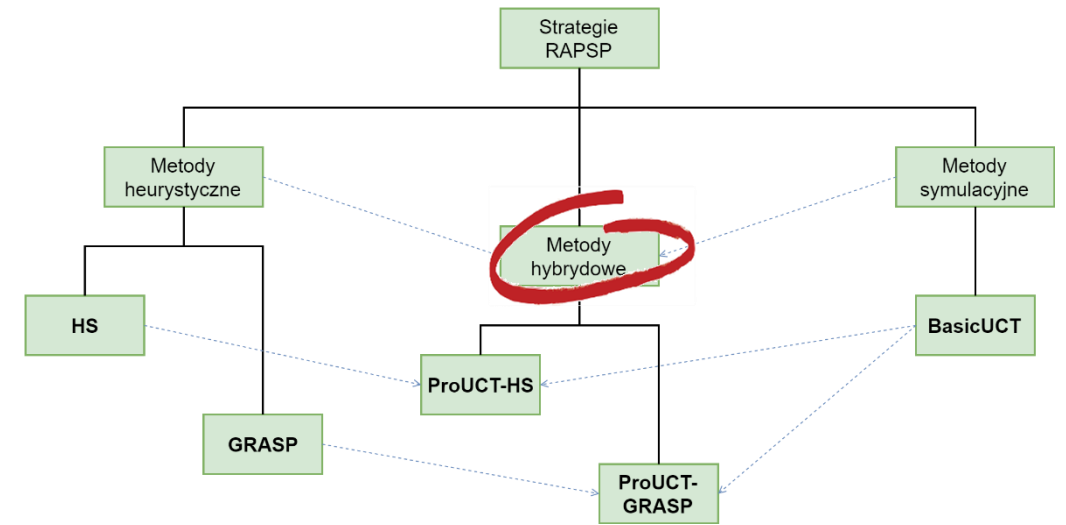 Strategie
RAPSP
Metody
heurystyczne
Metody
symulacyjne
Metody
hybrydowe
HS
BasicUCT
ProUCT-HS
GRASP
ProUCT-
GRASP